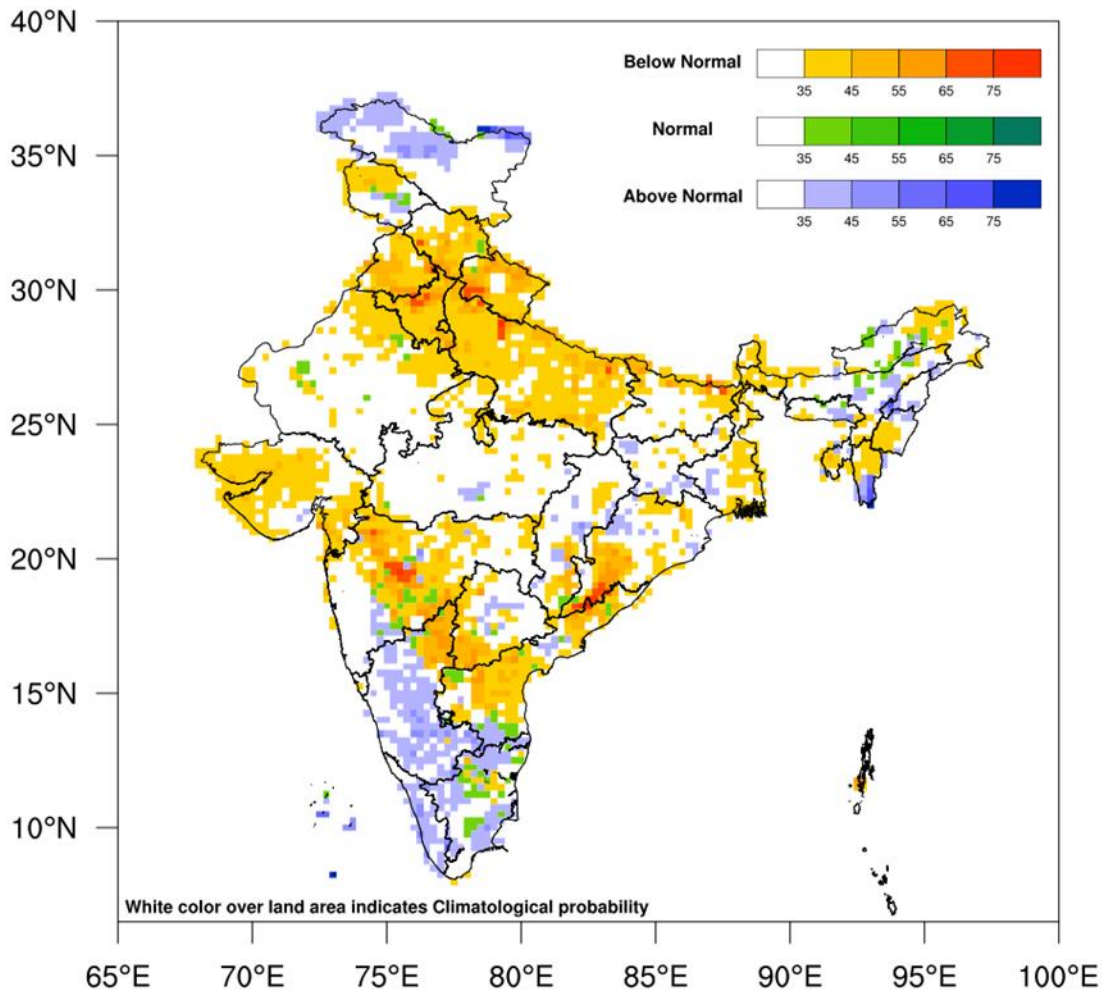 40°N
35°N
30°N
25°N
20°N
15°N
10°N
Below Normal
35 45 55 65 75
Normal
35 45 55 65 75
Above Normal
35 45 55 65 75
White color over land area indicates Climatological probability
65°E 70°E 75°E 80°E 85°E 90°E 95°E 100°E